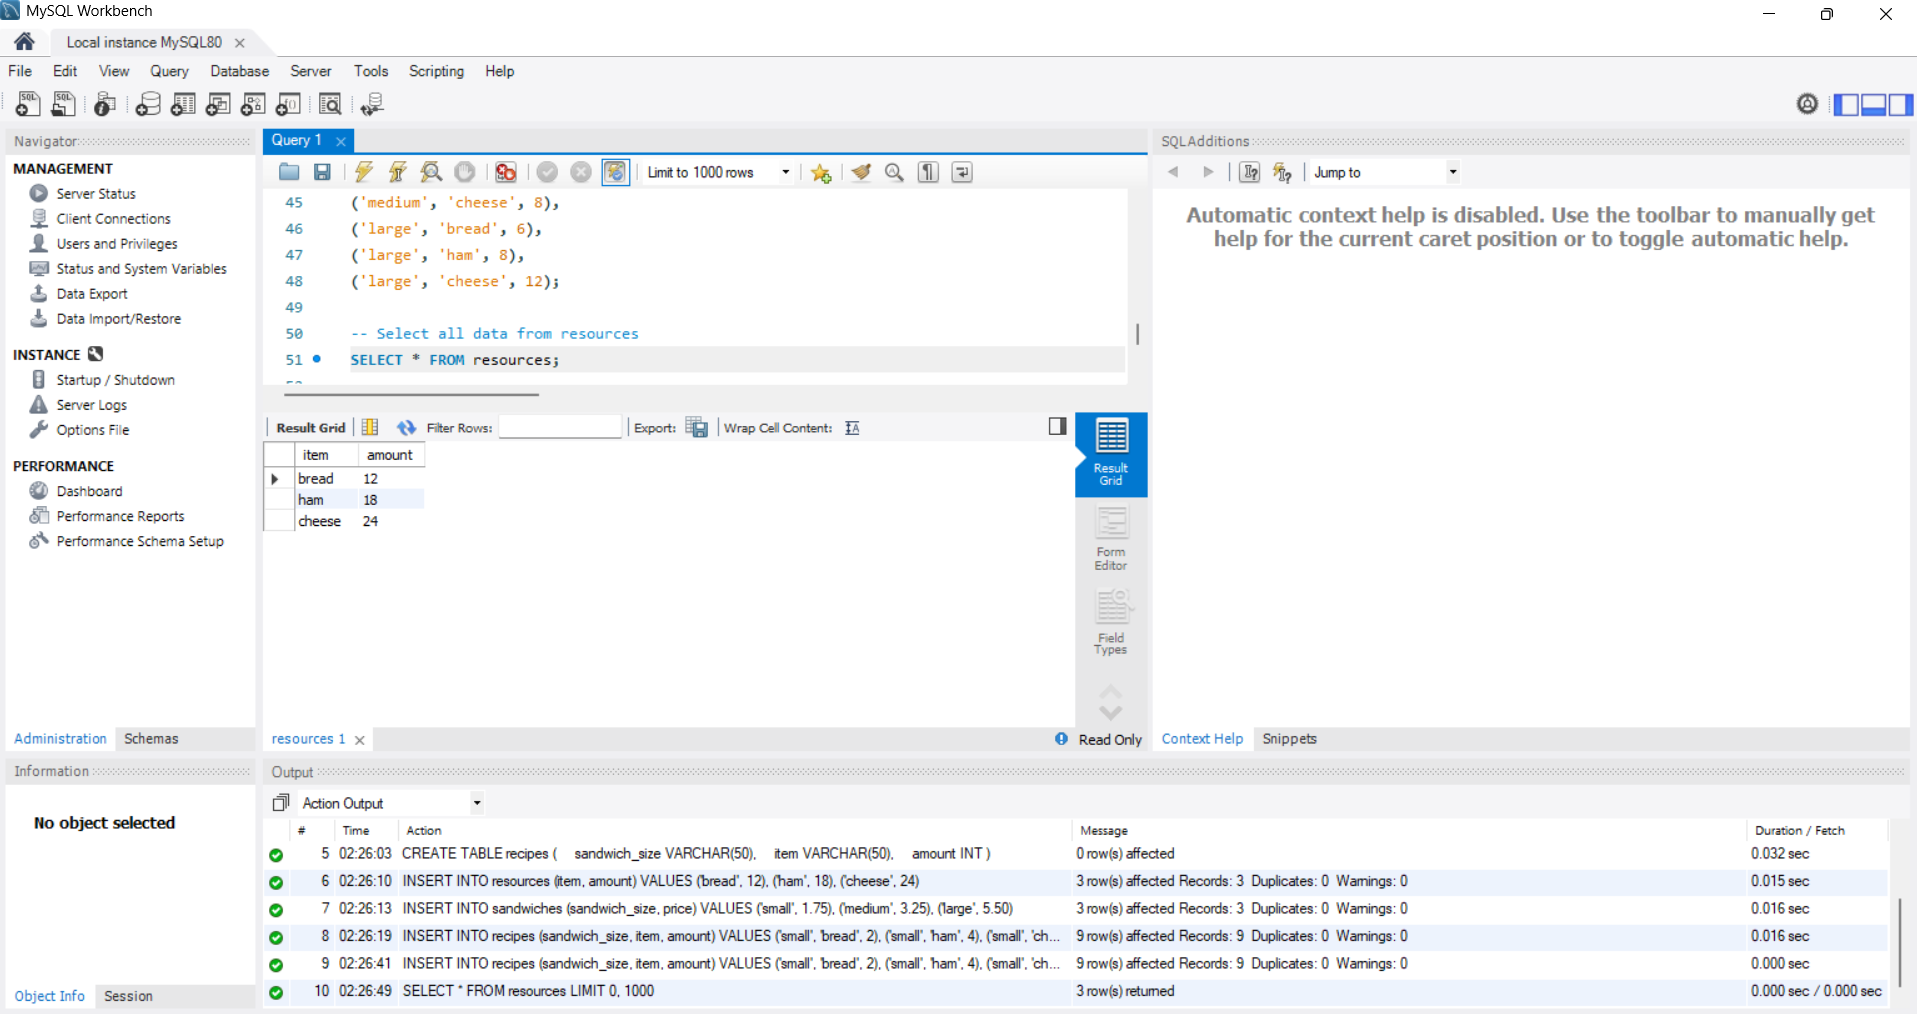 MySQL Workbench
Local instance MySQL80
File Edit View Query Database Server Tools Scripting Help
Navigator
MANAGEMENT
Server Status
Client Connections
Users and Privileges
Status and System Variables
Data Export
Data Import/Restore
INSTANCE
Startup / Shutdown
Server Logs
Options File
PERFORMANCE
Dashboard
Performance Reports
Performance Schema Setup
Administration Schemas
Information
No object selected
Object Info Session
Query 1
Limit to 1000 rows
45 ('medium', 'cheese', 8),
46 ('large', 'bread', 6),
47 ('large', 'ham', 8),
48 ('large', 'cheese', 12);
49
50 -- Select all data from resources
51 SELECT * FROM resources;
Result Grid Filter Rows: Export: Wrap Cell Content:
item amount
bread 12
ham 18
cheese 24
Result Grid
Form Editor
Field Types
resources 1 Read Only
SQLAdditions
Jump to
Automatic context help is disabled. Use the toolbar to manually get
help for the current caret position or to toggle automatic help.
Context Help Snippets
Output
Action Output
# Time Action Message Duration / Fetch
5 02:26:03 CREATE TABLE recipes ( sandwich_size VARCHAR(50), item VARCHAR(50), amount INT ) 0 row(s) affected 0.032 sec
6 02:26:10 INSERT INTO resources (item, amount) VALUES ('bread', 12), ('ham', 18), ('cheese', 24) 3 row(s) affected Records: 3 Duplicates: 0 Warnings: 0 0.015 sec
7 02:26:13 INSERT INTO sandwiches (sandwich_size, price) VALUES ('small', 1.75), ('medium', 3.25), ('large', 5.50) 3 row(s) affected Records: 3 Duplicates: 0 Warnings: 0 0.016 sec
8 02:26:19 INSERT INTO recipes (sandwich_size, item, amount) VALUES ('small', 'bread', 2), ('small', 'ham', 4), ('small', 'ch... 9 row(s) affected Records: 9 Duplicates: 0 Warnings: 0 0.016 sec
9 02:26:41 INSERT INTO recipes (sandwich_size, item, amount) VALUES ('small', 'bread', 2), ('small', 'ham', 4), ('small', 'ch... 9 row(s) affected Records: 9 Duplicates: 0 Warnings: 0 0.000 sec
10 02:26:49 SELECT * FROM resources LIMIT 0, 1000 3 row(s) returned 0.000 sec / 0.000 sec